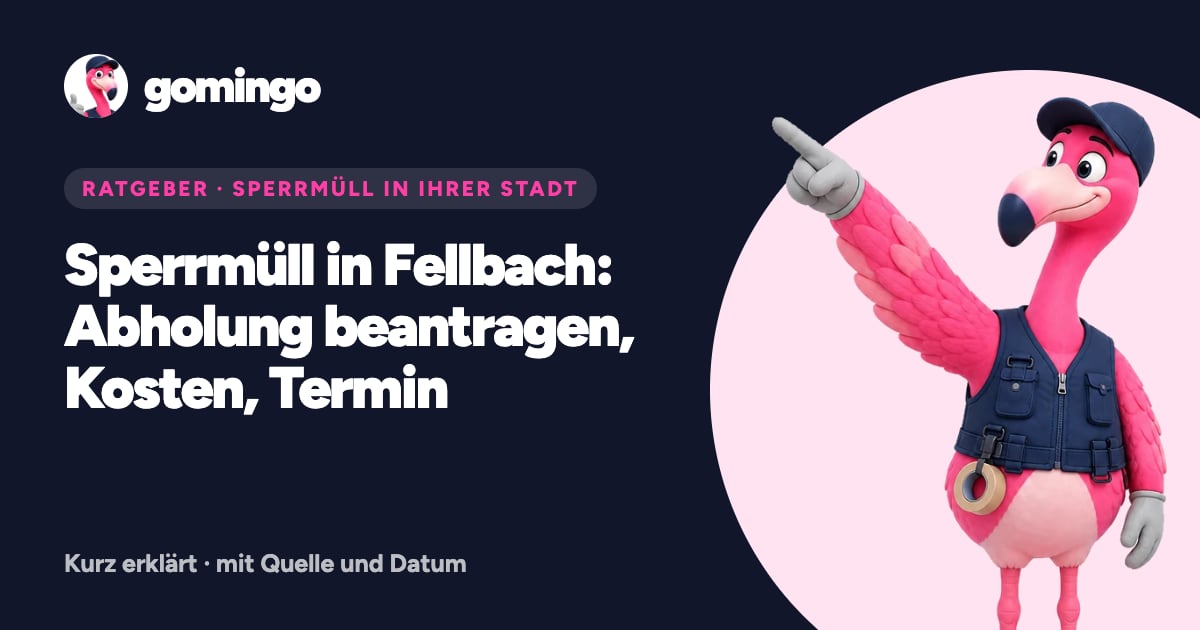 gomingo
RATGEBER · SPERRMÜLL IN IHRER STADT
Sperrmüll in Fellbach:
Abholung beantragen,
Kosten, Termin
Kurz erklärt · mit Quelle und Datum